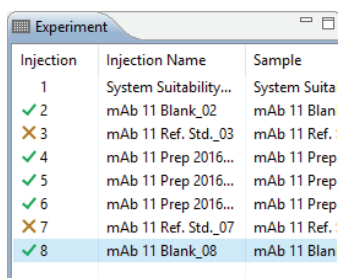 Experiment
Injection Injection Name Sample
1 System Suitability... System Suita
2 mAb 11 Blank_02 mAb 11 Blan
3 mAb 11 Ref. Std._03 mAb 11 Ref.
4 mAb 11 Prep 2016... mAb 11 Prep
5 mAb 11 Prep 2016... mAb 11 Prep
6 mAb 11 Prep 2016... mAb 11 Prep
7 mAb 11 Ref. Std._07 mAb 11 Ref.
8 mAb 11 Blank_08 mAb 11 Blan